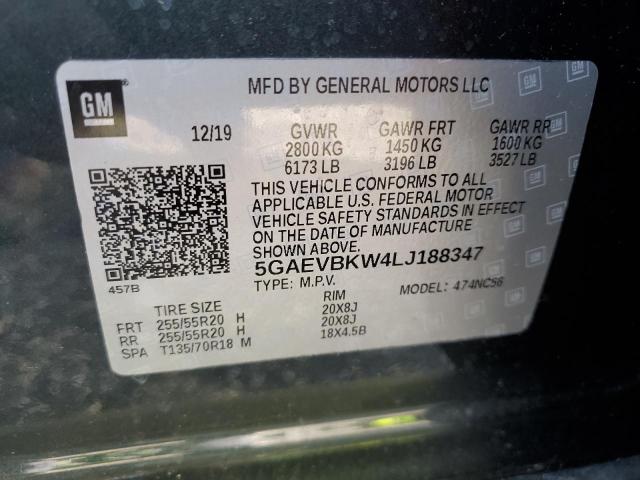 GM
MFD BY GENERAL MOTORS LLC
12/19 GVWR GAWR FRT GAWR RR
2800 KG 1450 KG 1600 KG
6173 LB 3196 LB 3527 LB
THIS VEHICLE CONFORMS TO ALL
APPLICABLE U.S. FEDERAL MOTOR
VEHICLE SAFETY STANDARDS IN EFFECT
ON THE DATE OF MANUFACTURE
SHOWN ABOVE.
457B
5GAEVBKW4LJ188347
TYPE: M.P.V. MODEL: 474NC56
TIRE SIZE RIM
FRT 255/55R20 H 20X8J
RR 255/55R20 H 20X8J
SPA T135/70R18 M 18X4.5B